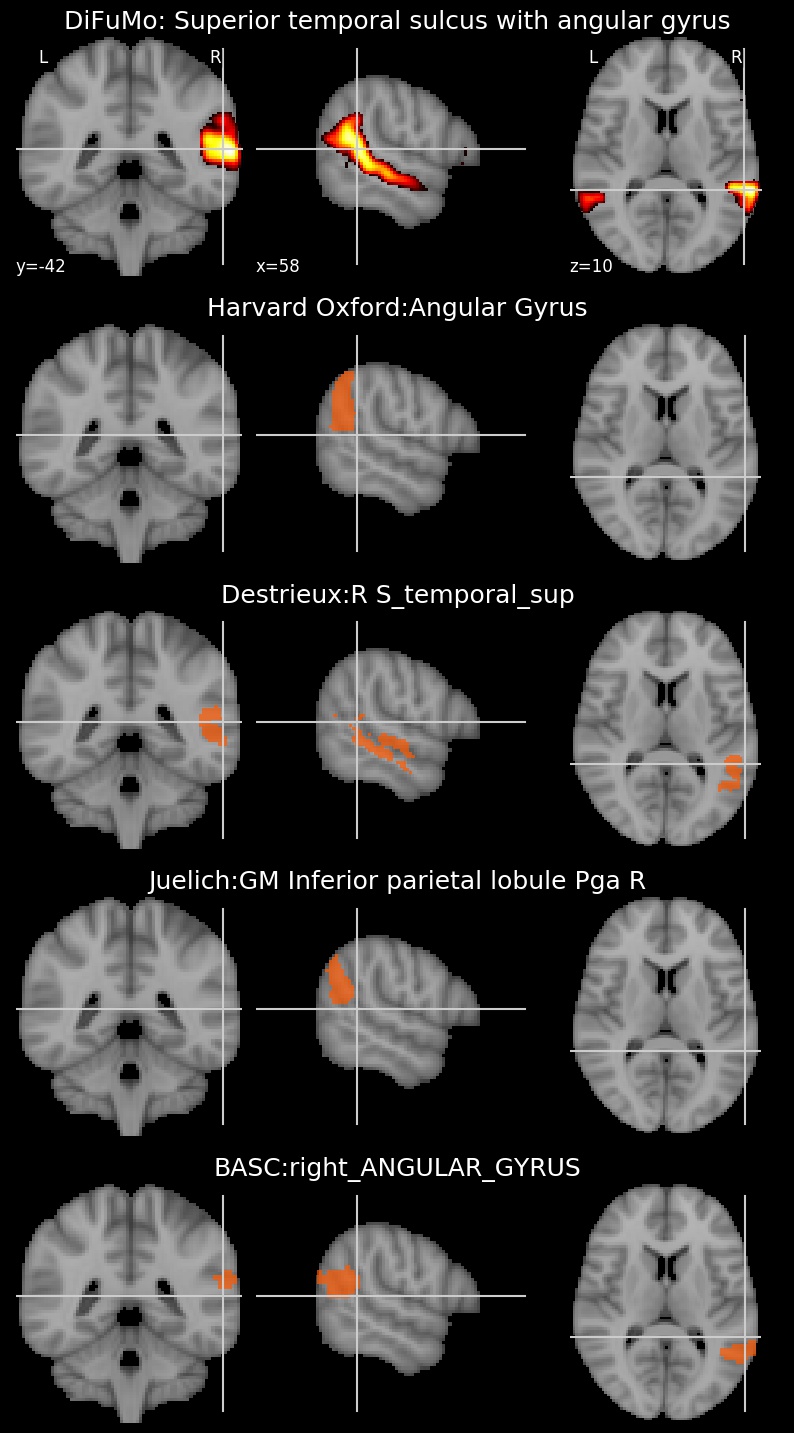 DiFuMo: Superior temporal sulcus with angular gyrus
L R L R
y=-42 x=58 z=10
Harvard Oxford:Angular Gyrus
Destrieux:R S_temporal_sup
Juelich:GM Inferior parietal lobule Pga R
BASC:right_ANGULAR_GYRUS